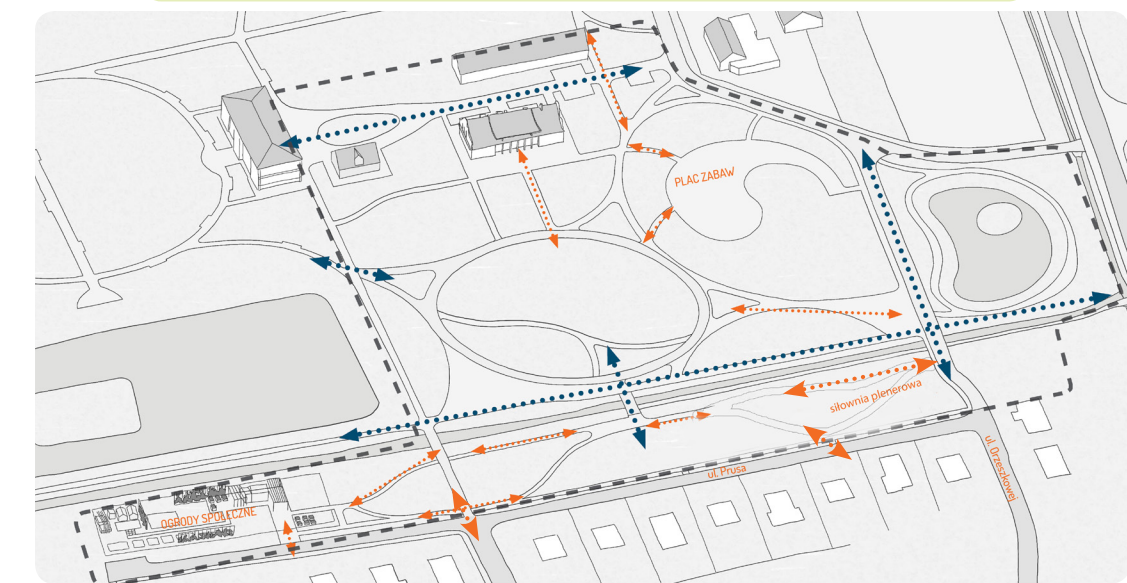 PLAC ZABAW
siłownia plenerowa
ul. Prusa
ul. Orzeszkowej
OGRODY SPOŁECZNE